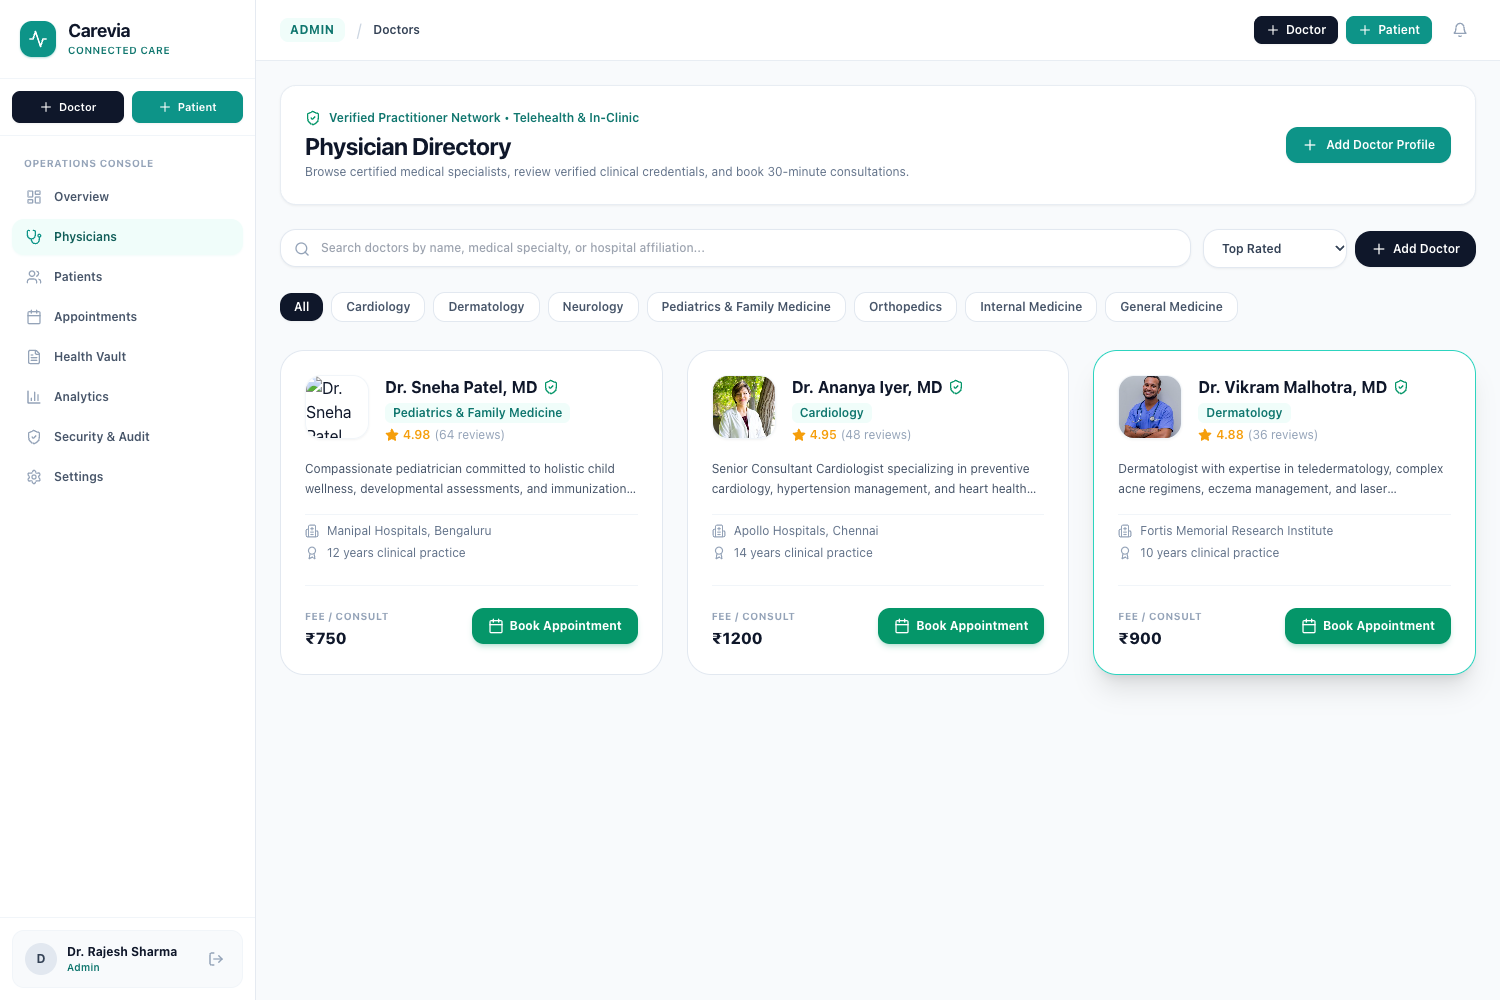 Carevia
CONNECTED CARE
Doctor
Patient
OPERATIONS CONSOLE
Overview
Physicians
Patients
Appointments
Health Vault
Analytics
Security & Audit
Settings
D
Dr. Rajesh Sharma
Admin
ADMIN / Doctors
Doctor
Patient
Verified Practitioner Network • Telehealth & In-Clinic
Physician Directory
Browse certified medical specialists, review verified clinical credentials, and book 30-minute consultations.
Add Doctor Profile
Search doctors by name, medical specialty, or hospital affiliation...
Top Rated
Add Doctor
All
Cardiology
Dermatology
Neurology
Pediatrics & Family Medicine
Orthopedics
Internal Medicine
General Medicine
Dr.
Sneha
Patel
Dr. Sneha Patel, MD
Pediatrics & Family Medicine
4.98 (64 reviews)
Compassionate pediatrician committed to holistic child
wellness, developmental assessments, and immunization...
Manipal Hospitals, Bengaluru
12 years clinical practice
FEE / CONSULT
₹750
Book Appointment
Dr. Ananya Iyer, MD
Cardiology
4.95 (48 reviews)
Senior Consultant Cardiologist specializing in preventive
cardiology, hypertension management, and heart health...
Apollo Hospitals, Chennai
14 years clinical practice
FEE / CONSULT
₹1200
Book Appointment
Dr. Vikram Malhotra, MD
Dermatology
4.88 (36 reviews)
Dermatologist with expertise in teledermatology, complex
acne regimens, eczema management, and laser...
Fortis Memorial Research Institute
10 years clinical practice
FEE / CONSULT
₹900
Book Appointment